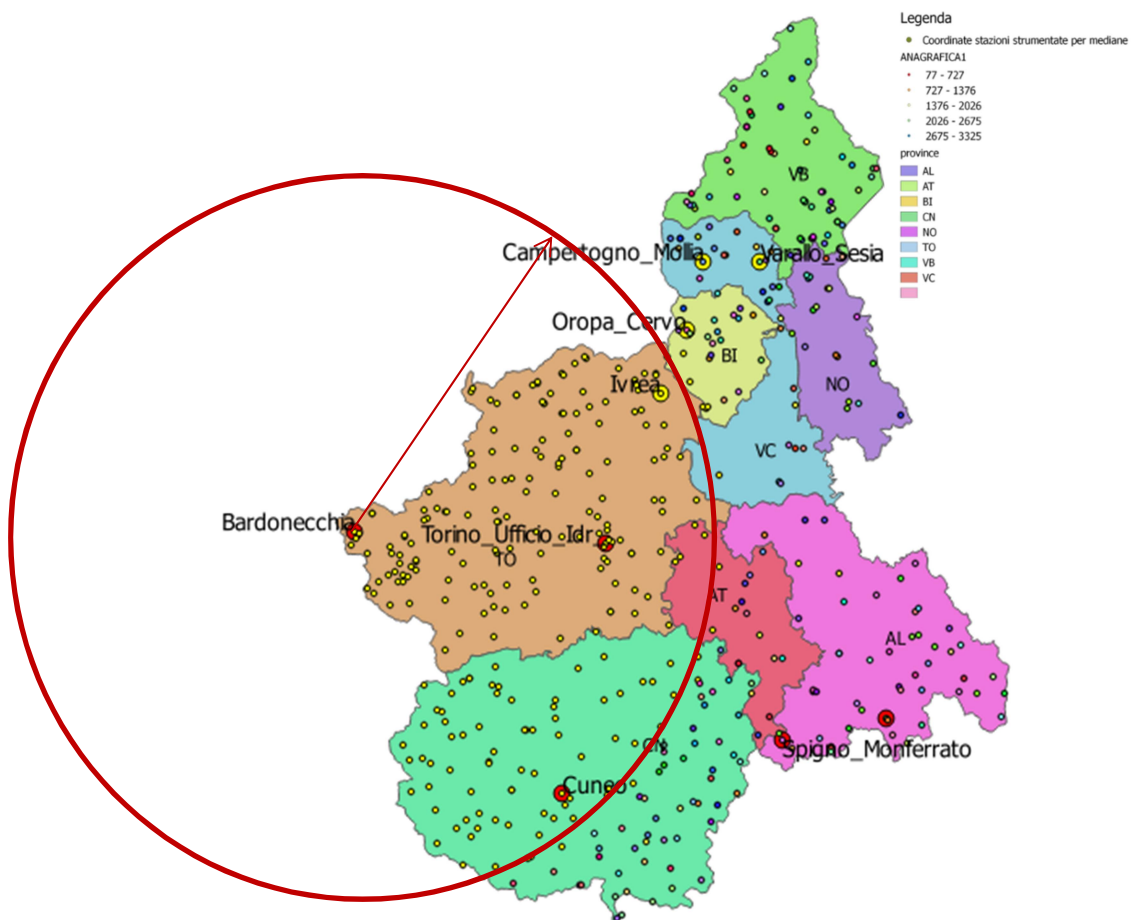 Legenda
Coordinate stazioni strumentate per mediane
ANAGRAFICA1
77 - 727
727 - 1376
1376 - 2026
2026 - 2675
2675 - 3325
province
AL
AT
BI
CN
NO
TO
VB
VC
VB
Campertogno_Mollia
Varallo_Sesia
Oropa_Cervo
BI
Ivrea
NO
VC
Bardonecchia
Torino_Ufficio_Idr
TO
AT
AL
CN
Spigno_Monferrato
Cuneo